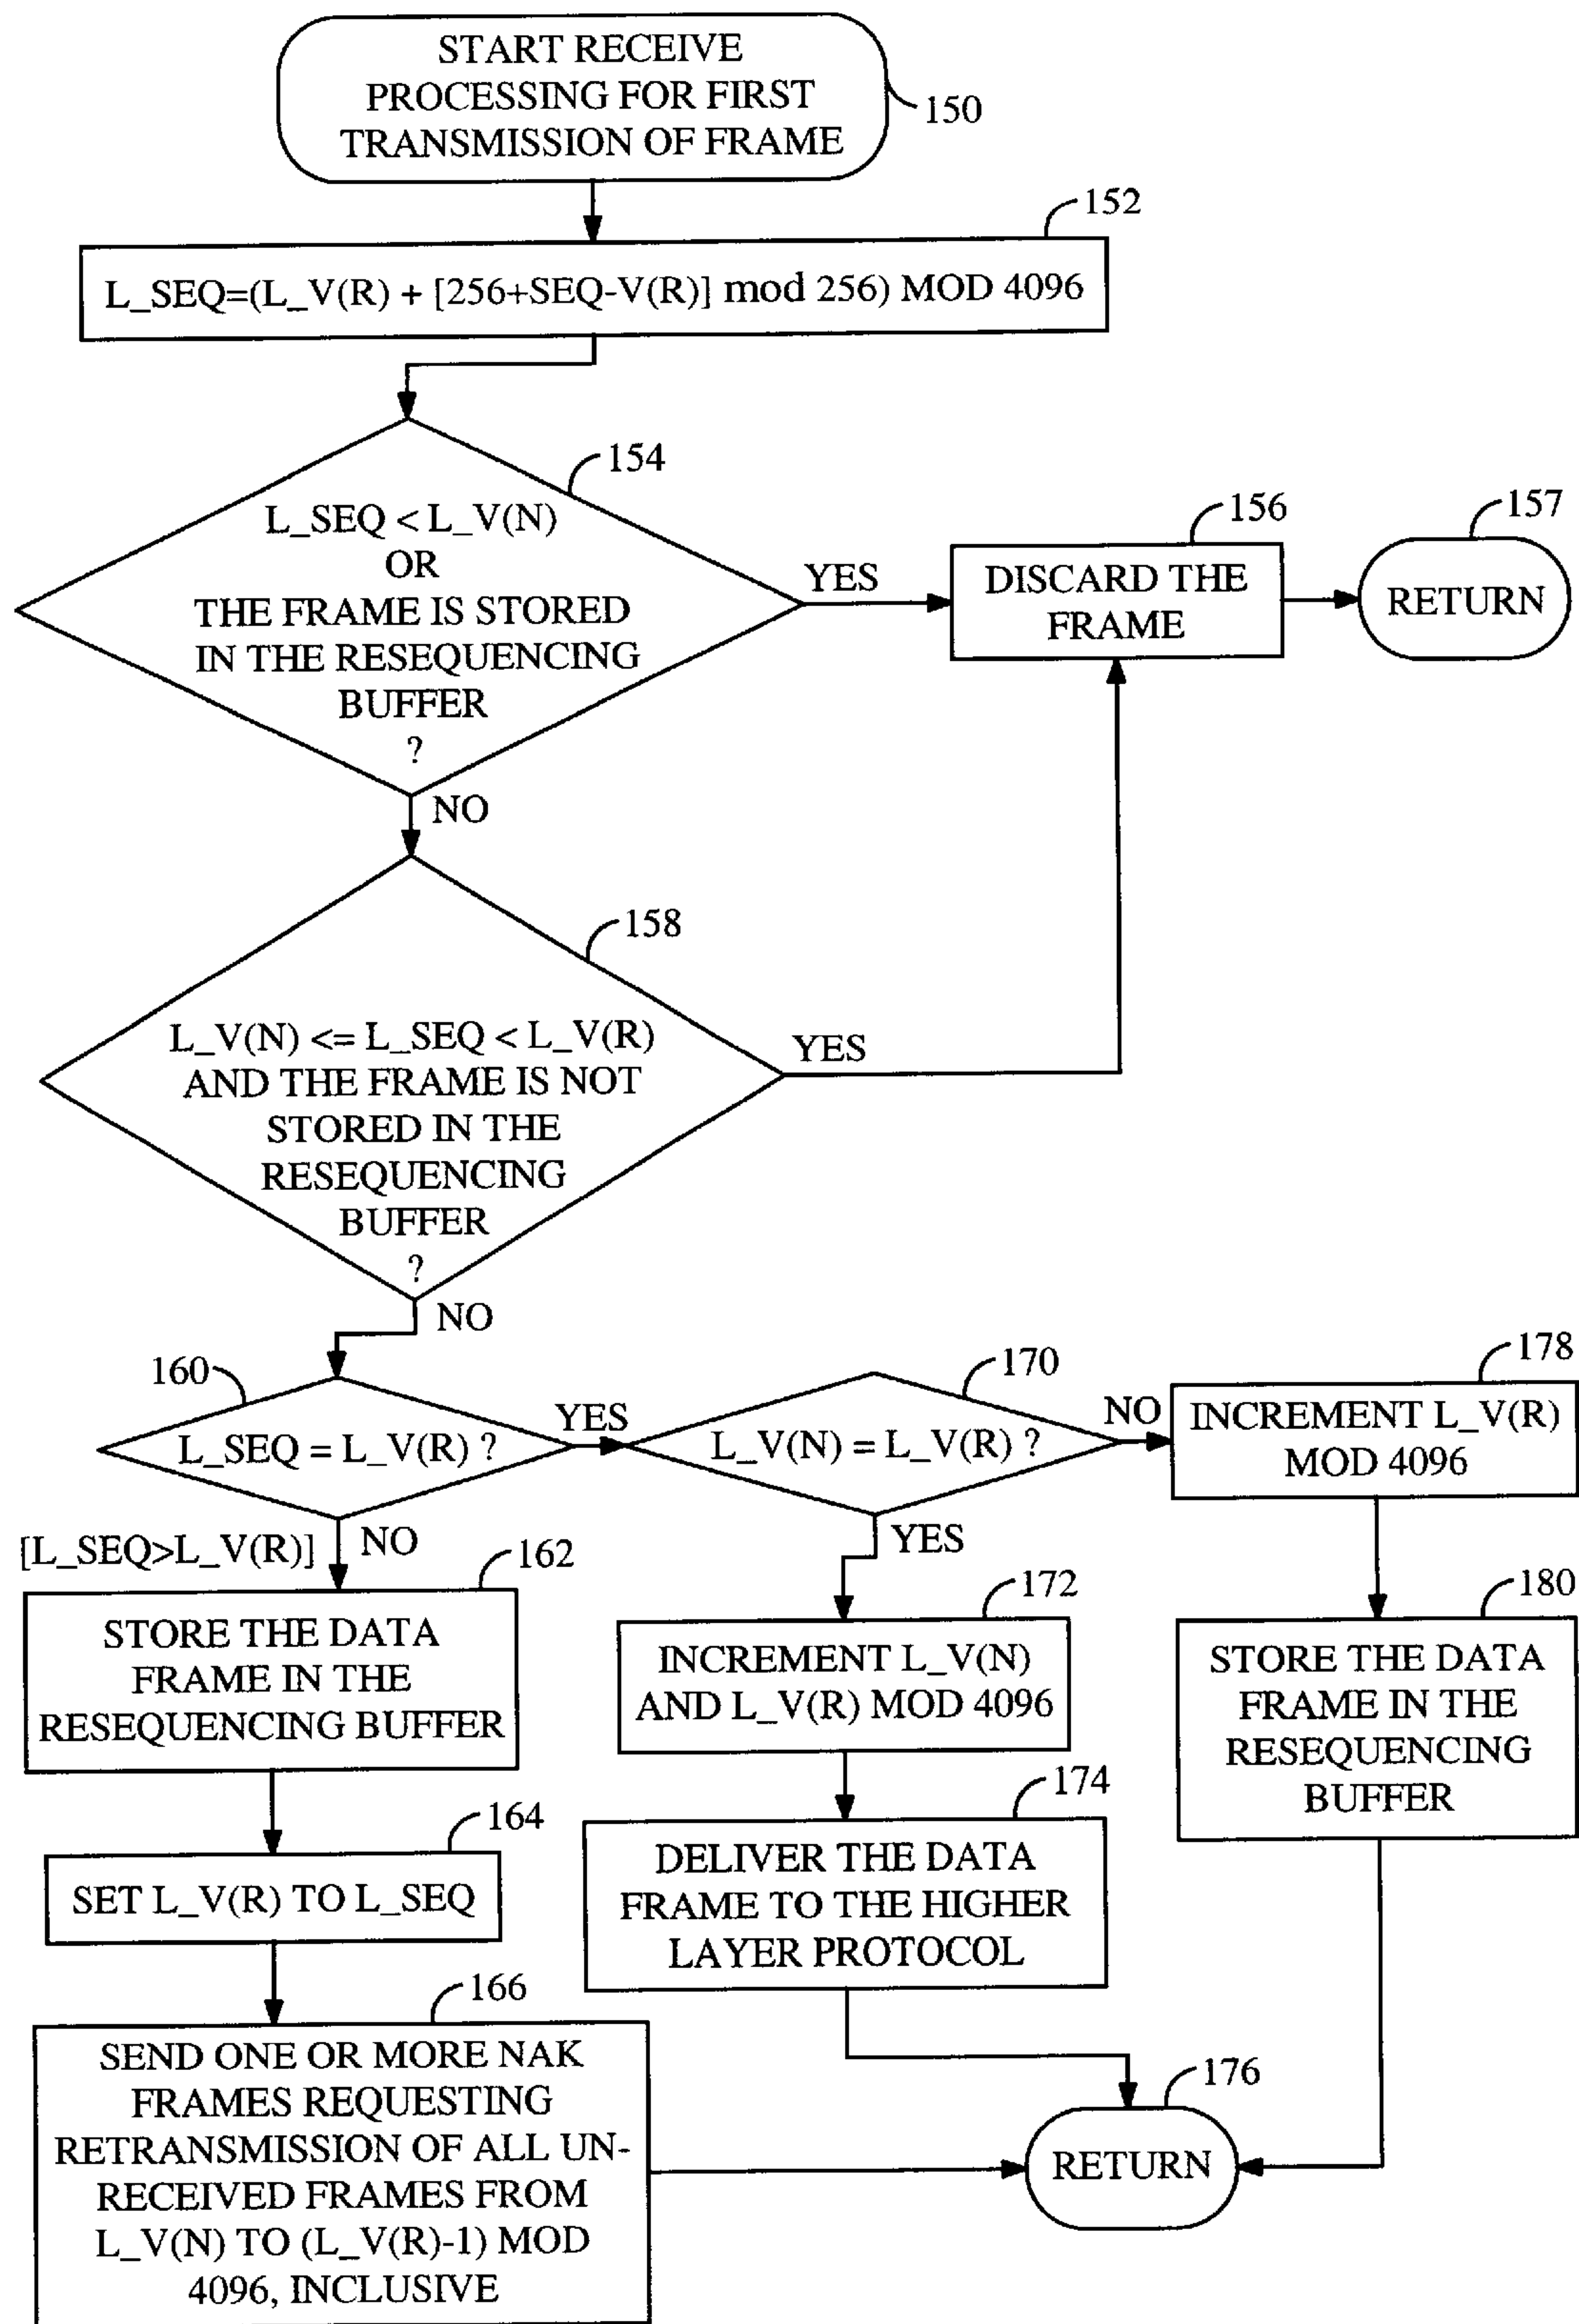 START RECEIVE
PROCESSING FOR FIRST
TRANSMISSION OF FRAME
150
152
L_SEQ=(L_V(R) + [256+SEQ-V(R)] mod 256) MOD 4096
154
L_SEQ < L_V(N)
OR
THE FRAME IS STORED
IN THE RESEQUENCING
BUFFER
?
YES
NO
156
DISCARD THE
FRAME
157
RETURN
158
L_V(N) <= L_SEQ < L_V(R)
AND THE FRAME IS NOT
STORED IN THE
RESEQUENCING
BUFFER
?
YES
NO
160
L_SEQ = L_V(R) ?
YES
170
L_V(N) = L_V(R) ?
NO
178
INCREMENT L_V(R)
MOD 4096
[L_SEQ>L_V(R)]
NO
YES
162
STORE THE DATA
FRAME IN THE
RESEQUENCING BUFFER
172
INCREMENT L_V(N)
AND L_V(R) MOD 4096
180
STORE THE DATA
FRAME IN THE
RESEQUENCING
BUFFER
164
SET L_V(R) TO L_SEQ
174
DELIVER THE DATA
FRAME TO THE HIGHER
LAYER PROTOCOL
166
SEND ONE OR MORE NAK
FRAMES REQUESTING
RETRANSMISSION OF ALL UN-
RECEIVED FRAMES FROM
L_V(N) TO (L_V(R)-1) MOD
4096, INCLUSIVE
176
RETURN